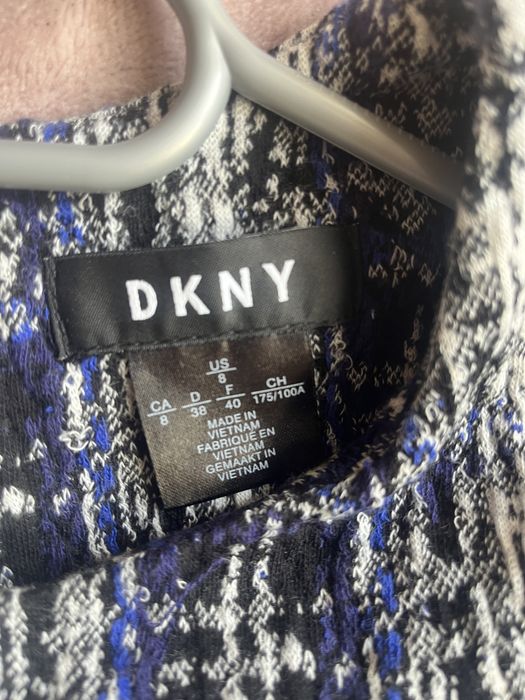 DKNY
US
8
CA D F CH
8 38 40 175/100A
MADE IN
VIETNAM
FABRIQUÉ EN
VIETNAM
GEMAAKT IN
VIETNAM